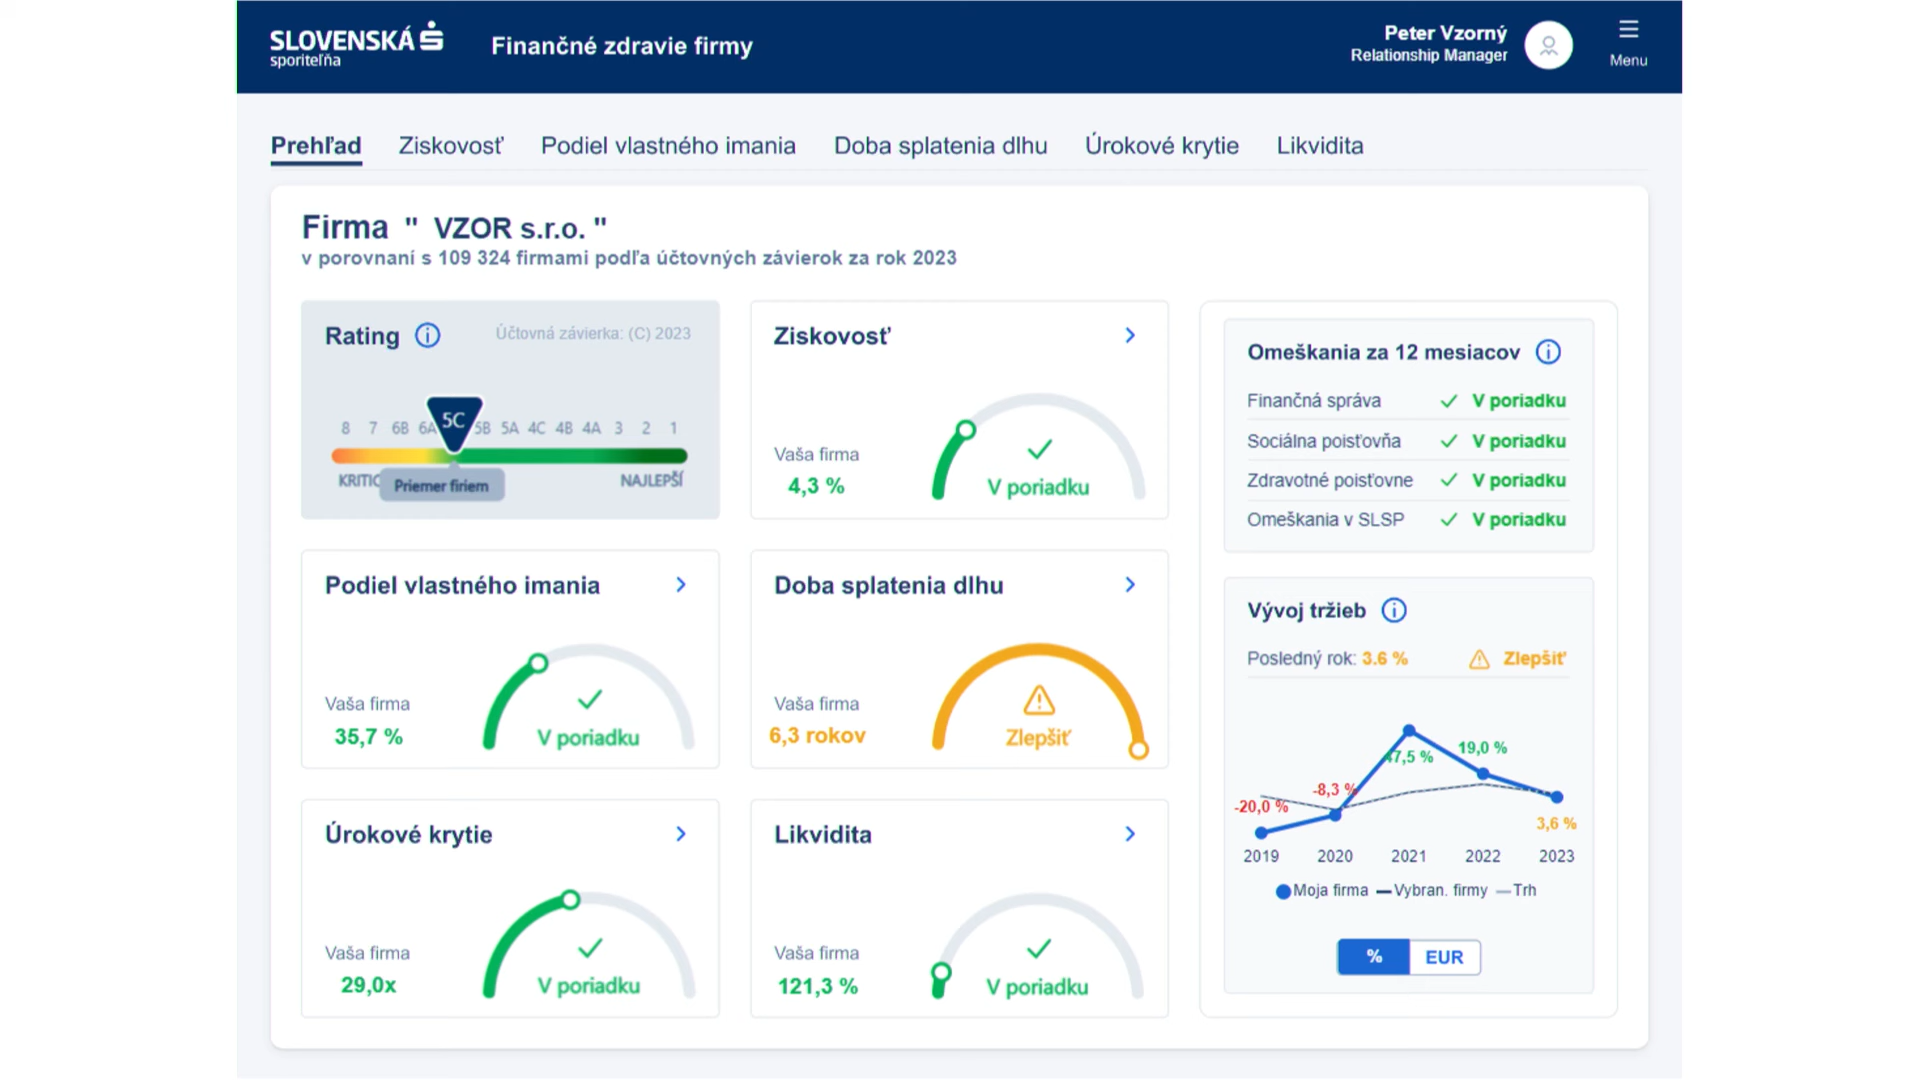 SLOVENSKÁ
sporiteľňa
Finančné zdravie firmy
Peter Vzorný
Relationship Manager
Menu
Prehľad
Ziskovosť
Podiel vlastného imania
Doba splatenia dlhu
Úrokové krytie
Likvidita
Firma " VZOR s.r.o. "
v porovnaní s 109 324 firmami podľa účtovných závierok za rok 2023
Rating
Účtovná závierka: (C) 2023
8 7 6B 6A 5C 5B 5A 4C 4B 4A 3 2 1
KRITIC
Priemer firiem
NAJLEPŠÍ
Ziskovosť
Vaša firma
4,3 %
V poriadku
Podiel vlastného imania
Vaša firma
35,7 %
V poriadku
Doba splatenia dlhu
Vaša firma
6,3 rokov
Zlepšiť
Úrokové krytie
Vaša firma
29,0x
V poriadku
Likvidita
Vaša firma
121,3 %
V poriadku
Omeškania za 12 mesiacov
Finančná správa V poriadku
Sociálna poisťovňa V poriadku
Zdravotné poisťovne V poriadku
Omeškania v SLSP V poriadku
Vývoj tržieb
Posledný rok: 3.6 % Zlepšiť
-20,0 %
-8,3 %
47,5 %
19,0 %
3,6 %
2019 2020 2021 2022 2023
Moja firma Vybran. firmy Trh
% EUR